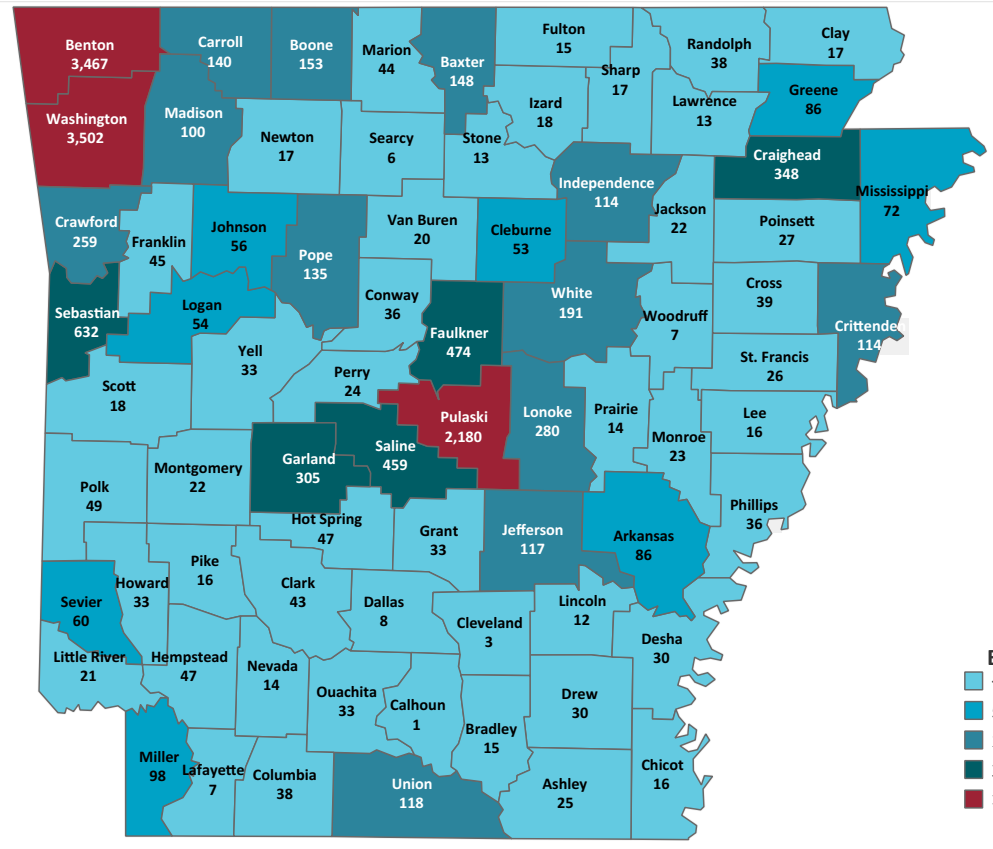 Benton
3,467
Carroll
140
Boone
153
Marion
44
Baxter
148
Fulton
15
Sharp
17
Randolph
38
Clay
17
Washington
3,502
Madison
100
Newton
17
Searcy
6
Stone
13
Izard
18
Lawrence
13
Greene
86
Craighead
348
Mississippi
72
Crawford
259
Franklin
45
Johnson
56
Pope
135
Van Buren
20
Cleburne
53
Independence
114
Jackson
22
Poinsett
27
Sebastian
632
Logan
54
Conway
36
Faulkner
474
White
191
Woodruff
7
Cross
39
Crittenden
114
Scott
18
Yell
33
Perry
24
Pulaski
2,180
Lonoke
280
Prairie
14
St. Francis
26
Lee
16
Monroe
23
Polk
49
Montgomery
22
Garland
305
Saline
459
Hot Spring
47
Grant
33
Jefferson
117
Arkansas
86
Phillips
36
Sevier
60
Howard
33
Pike
16
Clark
43
Dallas
8
Cleveland
3
Lincoln
12
Desha
30
Little River
21
Hempstead
47
Nevada
14
Ouachita
33
Calhoun
1
Bradley
15
Drew
30
Miller
98
Lafayette
7
Columbia
38
Union
118
Ashley
25
Chicot
16